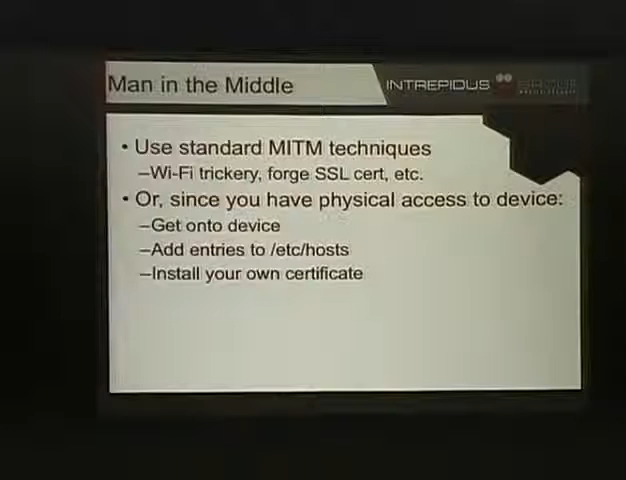 Man in the Middle
INTREPIDUS
• Use standard MITM techniques
–Wi-Fi trickery, forge SSL cert, etc.
• Or, since you have physical access to device:
–Get onto device
–Add entries to /etc/hosts
–Install your own certificate